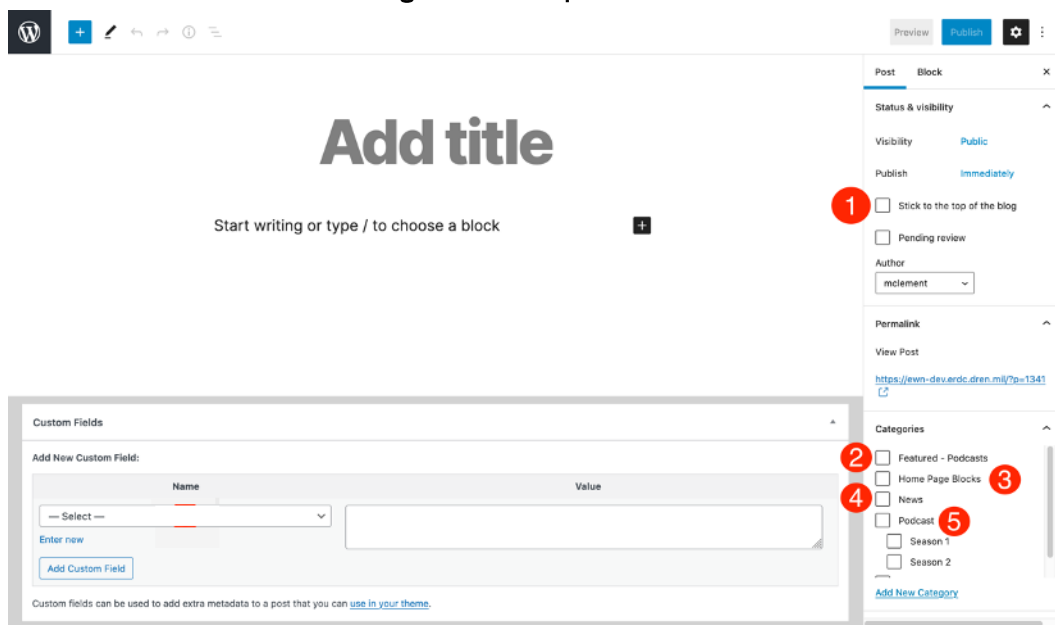 Preview Publish
Post Block
Status & visibility
Visibility Public
Publish Immediately
1 Stick to the top of the blog
Pending review
Author
mclement
Permalink
View Post
https://ewn-dev.erdc.dren.mil/?p=1341
Categories
2 Featured - Podcasts
Home Page Blocks 3
4 News
Podcast 5
Season 1
Season 2
Add New Category
Add title
Start writing or type / to choose a block
Custom Fields
Add New Custom Field:
Name Value
— Select —
Enter new
Add Custom Field
Custom fields can be used to add extra metadata to a post that you can use in your theme.